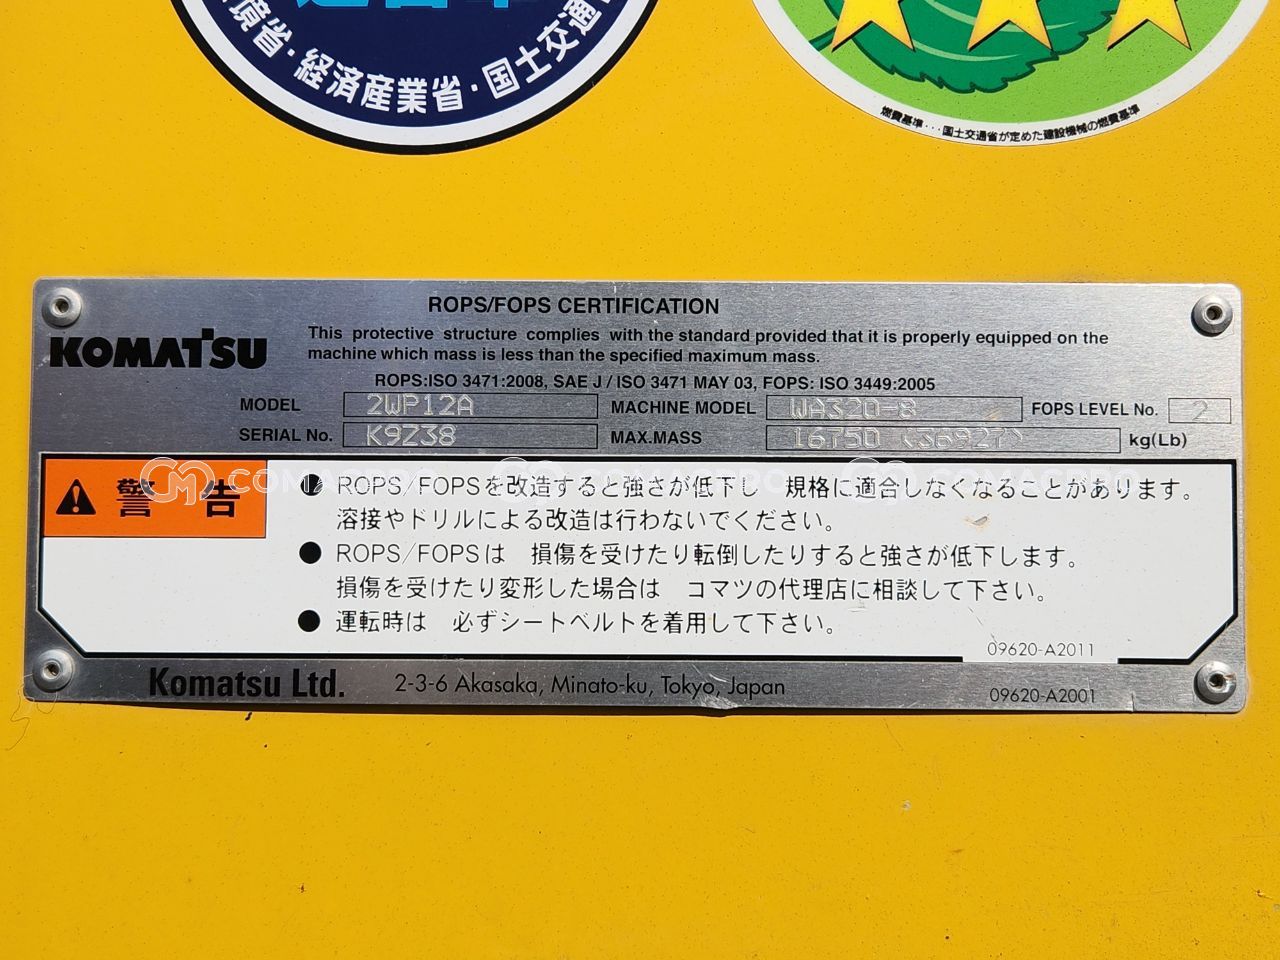 環境省・経済産業省・国土交通省
燃費基準・・・国土交通省が定めた建設機械の燃費基準
ROPS/FOPS CERTIFICATION
KOMATSU
This protective structure complies with the standard provided that it is properly equipped on the
machine which mass is less than the specified maximum mass.
ROPS:ISO 3471:2008, SAE J / ISO 3471 MAY 03, FOPS: ISO 3449:2005
MODEL 2WP12A MACHINE MODEL WA320-8 FOPS LEVEL No. 2
SERIAL No. K9Z38 MAX.MASS 16750 (36927) kg(Lb)
COMACPRO COMACPRO COMACPRO
警告
● ROPS/FOPSを改造すると強さが低下し 規格に適合しなくなることがあります。
溶接やドリルによる改造は行わないでください。
● ROPS/FOPSは 損傷を受けたり転倒したりすると強さが低下します。
損傷を受けたり変形した場合は コマツの代理店に相談して下さい。
● 運転時は 必ずシートベルトを着用して下さい。
09620-A2011
Komatsu Ltd. 2-3-6 Akasaka, Minato-ku, Tokyo, Japan
09620-A2001